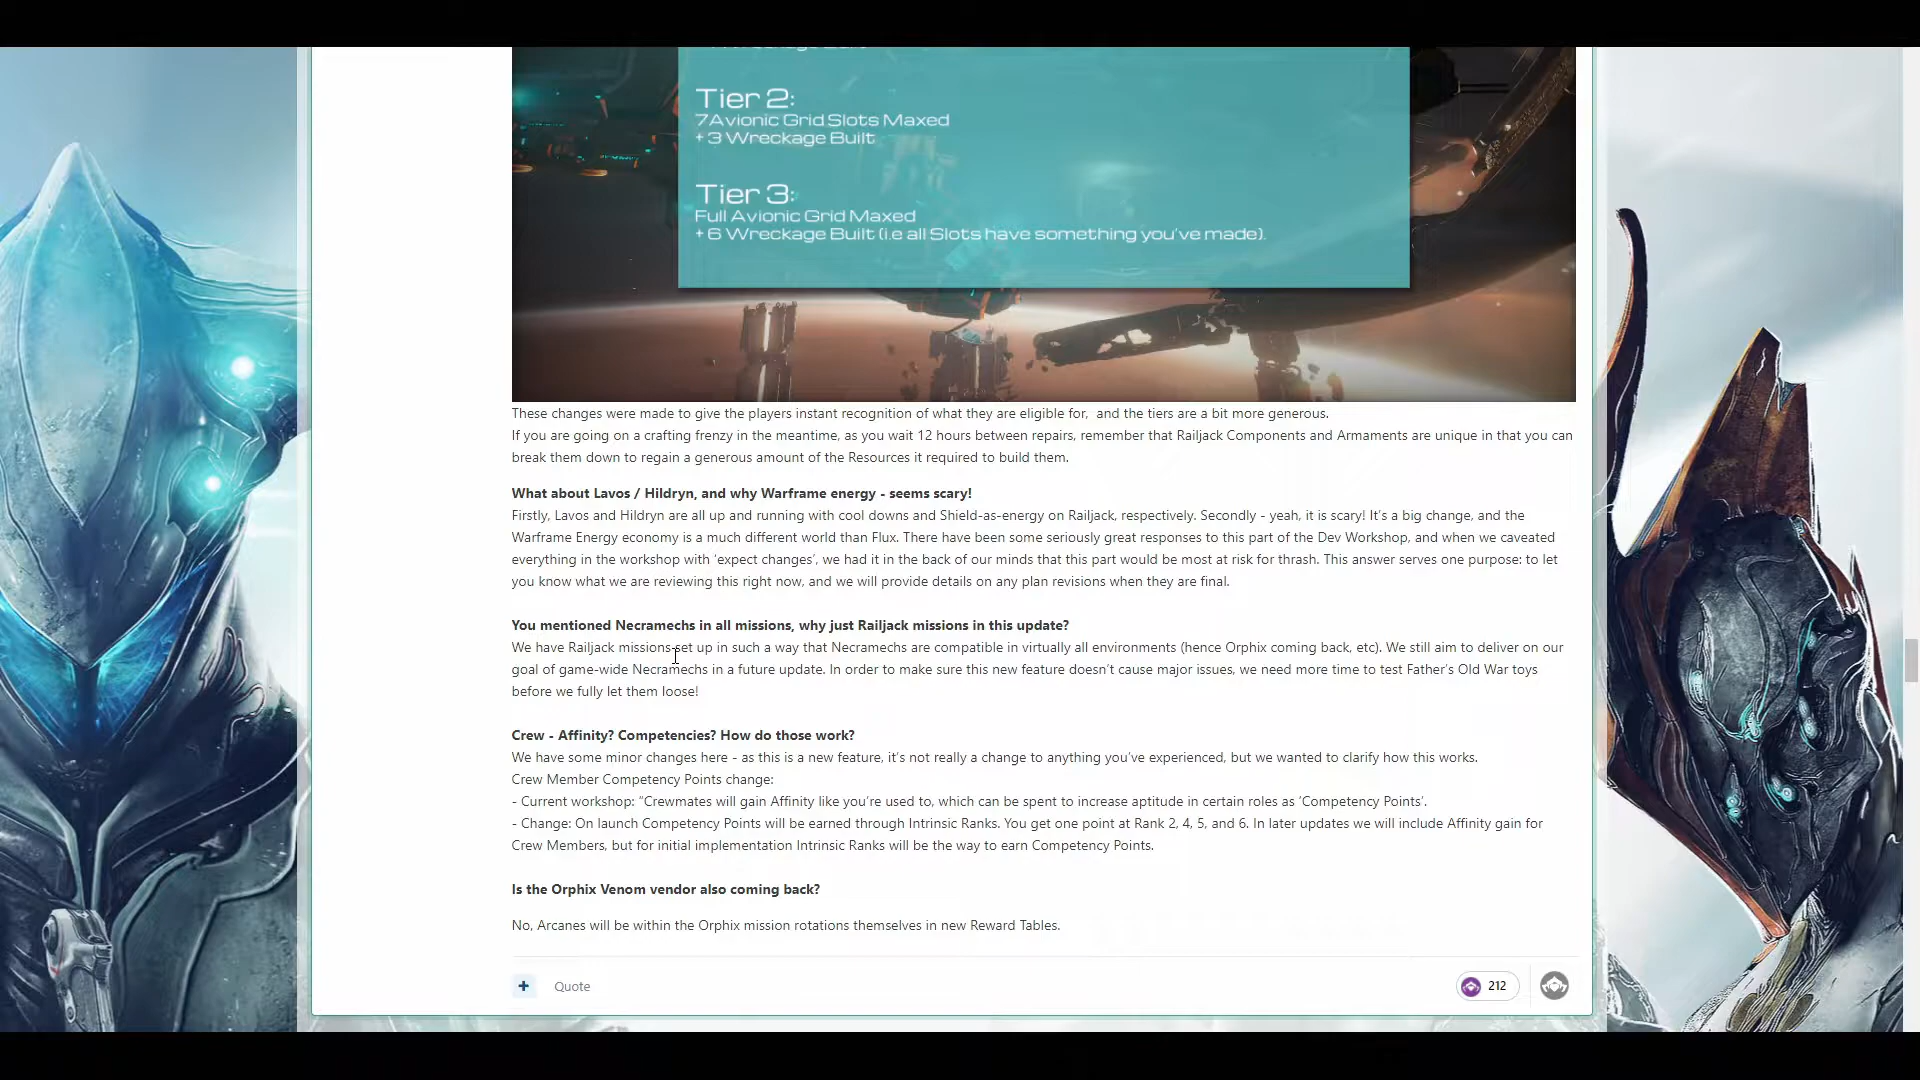 Tier 2:
7 Avionic Grid Slots Maxed
+ 3 Wreckage Built
Tier 3:
Full Avionic Grid Maxed
+ 6 Wreckage Built (i.e all Slots have something you've made).
These changes were made to give the players instant recognition of what they are eligible for,  and the tiers are a bit more generous.
If you are going on a crafting frenzy in the meantime, as you wait 12 hours between repairs, remember that Railjack Components and Armaments are unique in that you can
break them down to regain a generous amount of the Resources it required to build them.
What about Lavos / Hildryn, and why Warframe energy - seems scary!
Firstly, Lavos and Hildryn are all up and running with cool downs and Shield-as-energy on Railjack, respectively. Secondly - yeah, it is scary! It's a big change, and the
Warframe Energy economy is a much different world than Flux. There have been some seriously great responses to this part of the Dev Workshop, and when we caveated
everything in the workshop with 'expect changes', we had it in the back of our minds that this part would be most at risk for thrash. This answer serves one purpose: to let
you know what we are reviewing this right now, and we will provide details on any plan revisions when they are final.
You mentioned Necramechs in all missions, why just Railjack missions in this update?
We have Railjack missions set up in such a way that Necramechs are compatible in virtually all environments (hence Orphix coming back, etc). We still aim to deliver on our
goal of game-wide Necramechs in a future update. In order to make sure this new feature doesn't cause major issues, we need more time to test Father's Old War toys
before we fully let them loose!
Crew - Affinity? Competencies? How do those work?
We have some minor changes here - as this is a new feature, it's not really a change to anything you've experienced, but we wanted to clarify how this works.
Crew Member Competency Points change:
- Current workshop: "Crewmates will gain Affinity like you're used to, which can be spent to increase aptitude in certain roles as 'Competency Points'.
- Change: On launch Competency Points will be earned through Intrinsic Ranks. You get one point at Rank 2, 4, 5, and 6. In later updates we will include Affinity gain for
Crew Members, but for initial implementation Intrinsic Ranks will be the way to earn Competency Points.
Is the Orphix Venom vendor also coming back?
No, Arcanes will be within the Orphix mission rotations themselves in new Reward Tables.
+ Quote 212